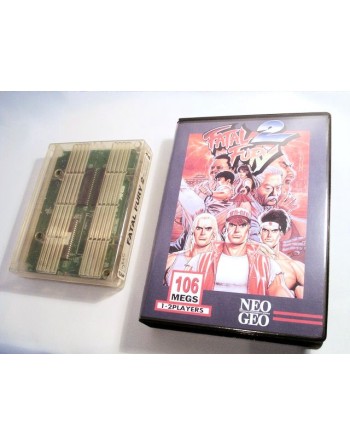 FATAL FURY 2
FATAL
FURY
2
106
MEGS
1-2PLAYERS
NEO
GEO